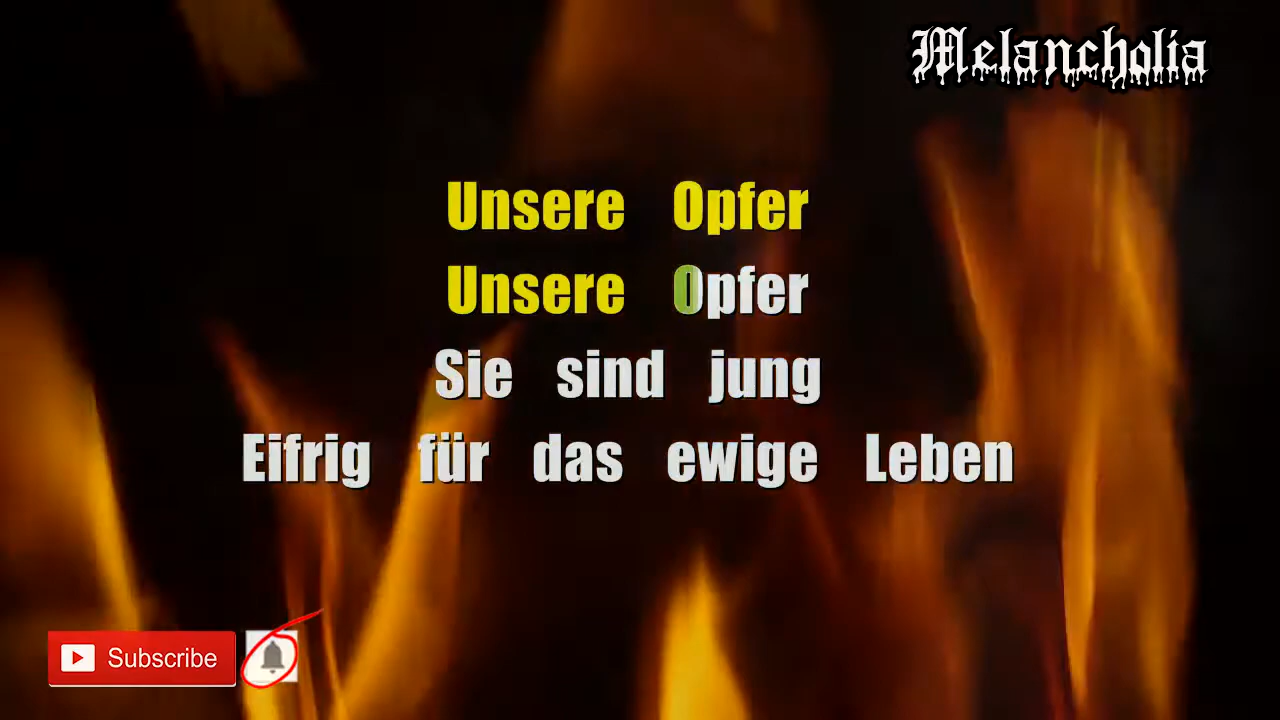 Melancholia
Unsere Opfer
Unsere Opfer
Sie sind jung
Eifrig für das ewige Leben
Subscribe